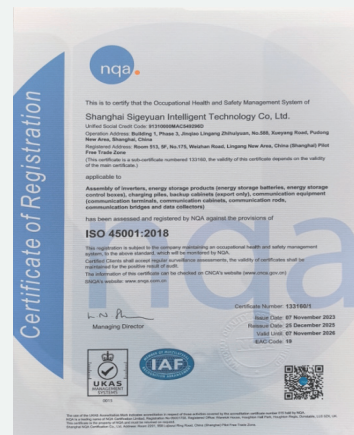 nqa.
Certificate of Registration
This is to certify that the Occupational Health and Safety Management System of
Shanghai Sigeyuan Intelligent Technology Co, Ltd.
Operation Address: Building 1, Phase 3, Jinqiao Lingang Zhihuiyuan, No.588, Xueyang Road, Pudong
New Area, Shanghai, China
Registered Address: Room 513, 5F, No.175, Weishan Road, Lingang New Area, China (Shanghai) Pilot
Free Trade Zone
(This certificate is a sub-certificate numbered 133160, the validity of this certificate depends on the validity
of the main certificate.)
applicable to
Assembly of inverters, energy storage products (energy storage batteries, energy storage
control boxes), charging piles, backup cabinets (export only), communication equipment
(communication terminals, communication cabinets, communication rods,
communication bridges and data collectors)
has been assessed and registered by NQA against the provisions of
ISO 45001:2018
This registration is subject to the company maintaining an occupational health and safety management
system, to the above standard, which will be monitored by NQA.
Certified Clients shall accept regular surveillance assessments, the validity of certificates shall be
maintained for the positive result of audit.
The information of this certificate can be checked on CNCA's website (www.cnca.gov.cn)
&NQA's website: www.nqa.com.cn
Certificate Number: 133160/1
Issue Date: 07 November 2023
Reissue Date: 25 December 2025
Valid Until: 07 November 2026
EAC Code: 19
Managing Director
UKAS
MANAGEMENT
SYSTEMS
IAF